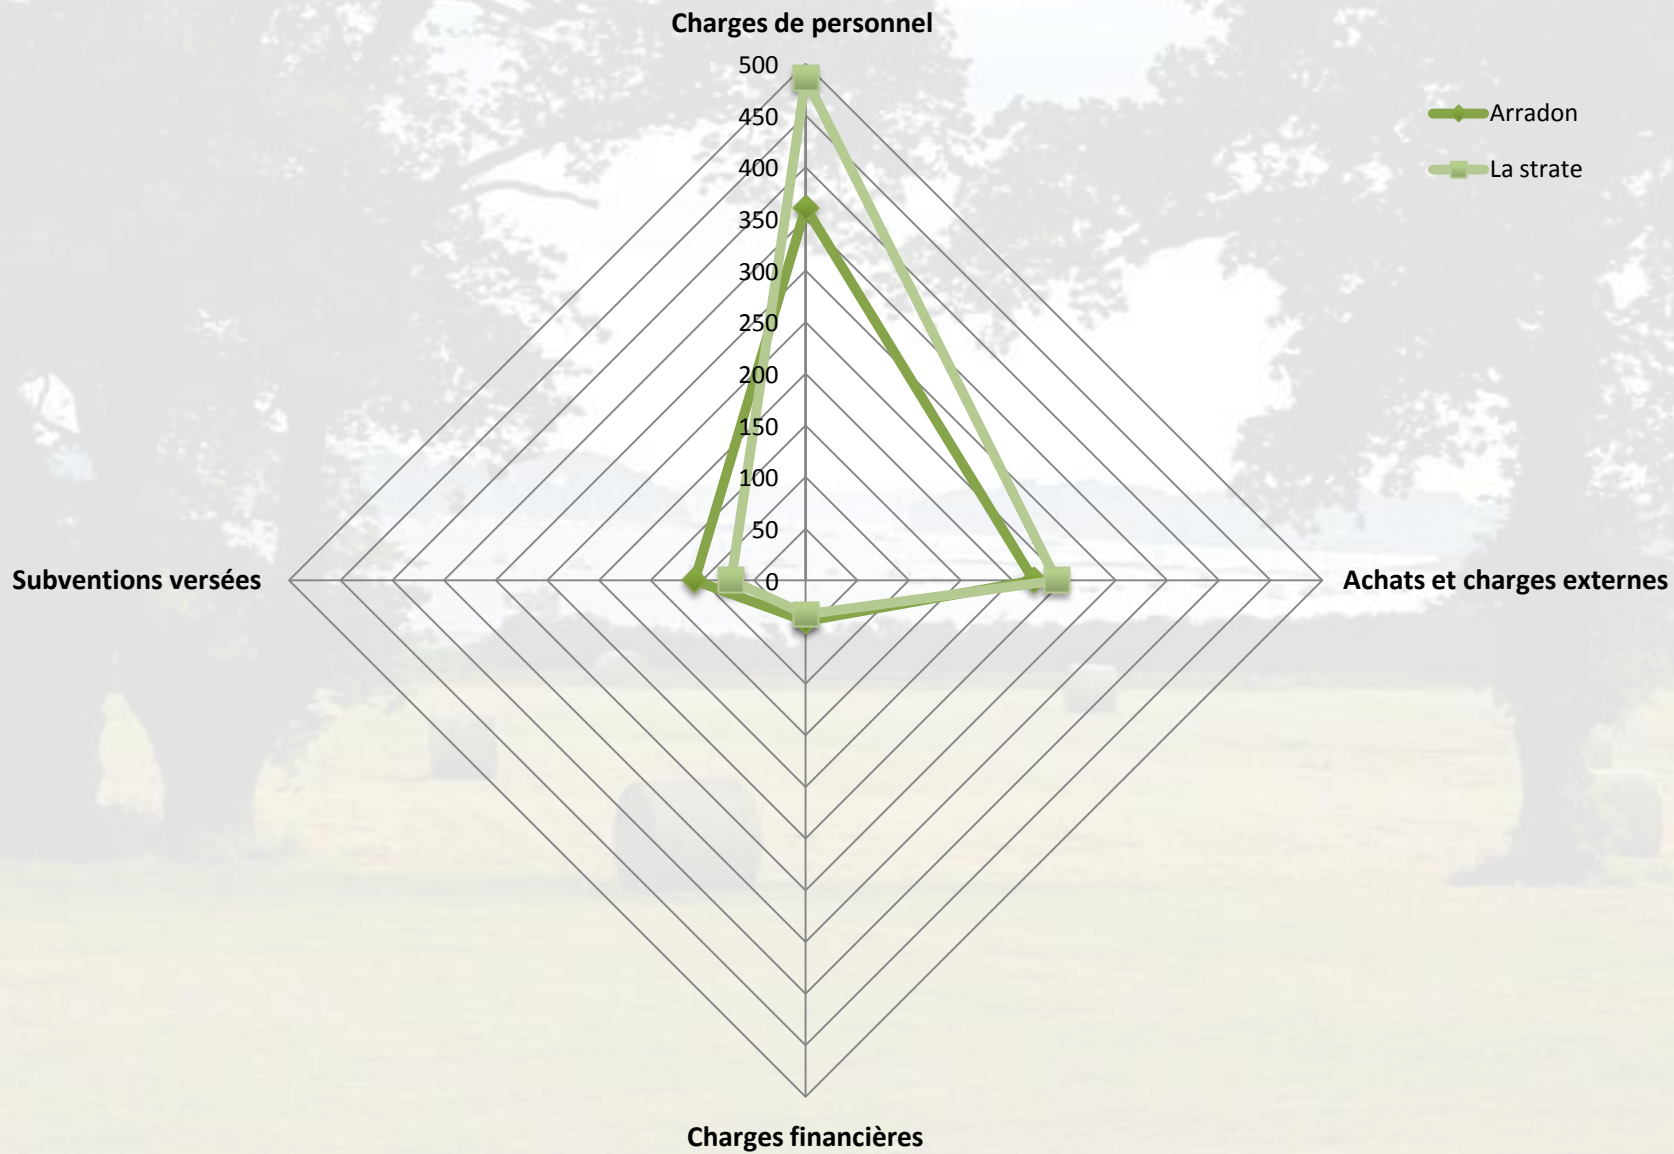 Charges de personnel
500
450
400
350
300
250
200
150
100
50
0
Arradon
La strate
Subventions versées
Achats et charges externes
Charges financières